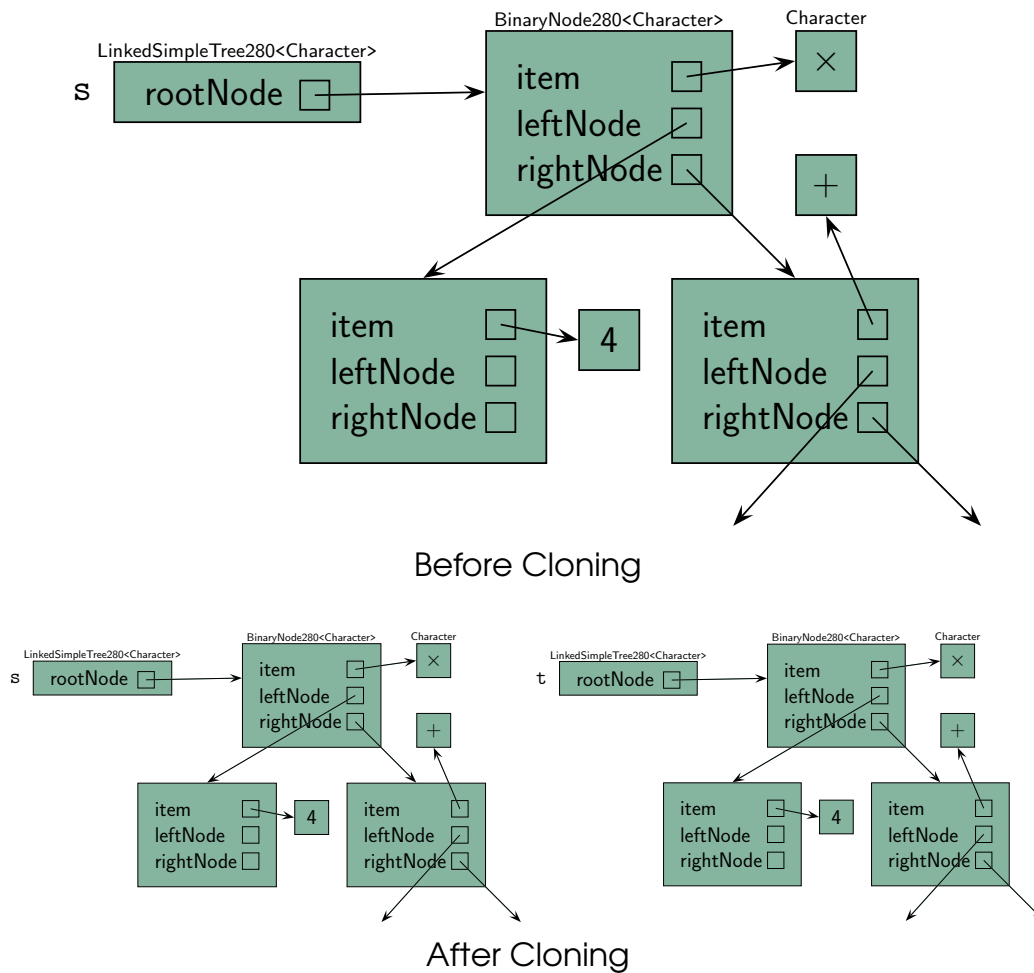 BinaryNode280<Character>
Character
LinkedSimpleTree280<Character>
s
rootNode
item
leftNode
rightNode
×
+
item
leftNode
rightNode
4
item
leftNode
rightNode
Before Cloning
BinaryNode280<Character>
Character
LinkedSimpleTree280<Character>
s
rootNode
item
leftNode
rightNode
×
+
item
leftNode
rightNode
4
item
leftNode
rightNode
BinaryNode280<Character>
Character
LinkedSimpleTree280<Character>
t
rootNode
item
leftNode
rightNode
×
+
item
leftNode
rightNode
4
item
leftNode
rightNode
After Cloning